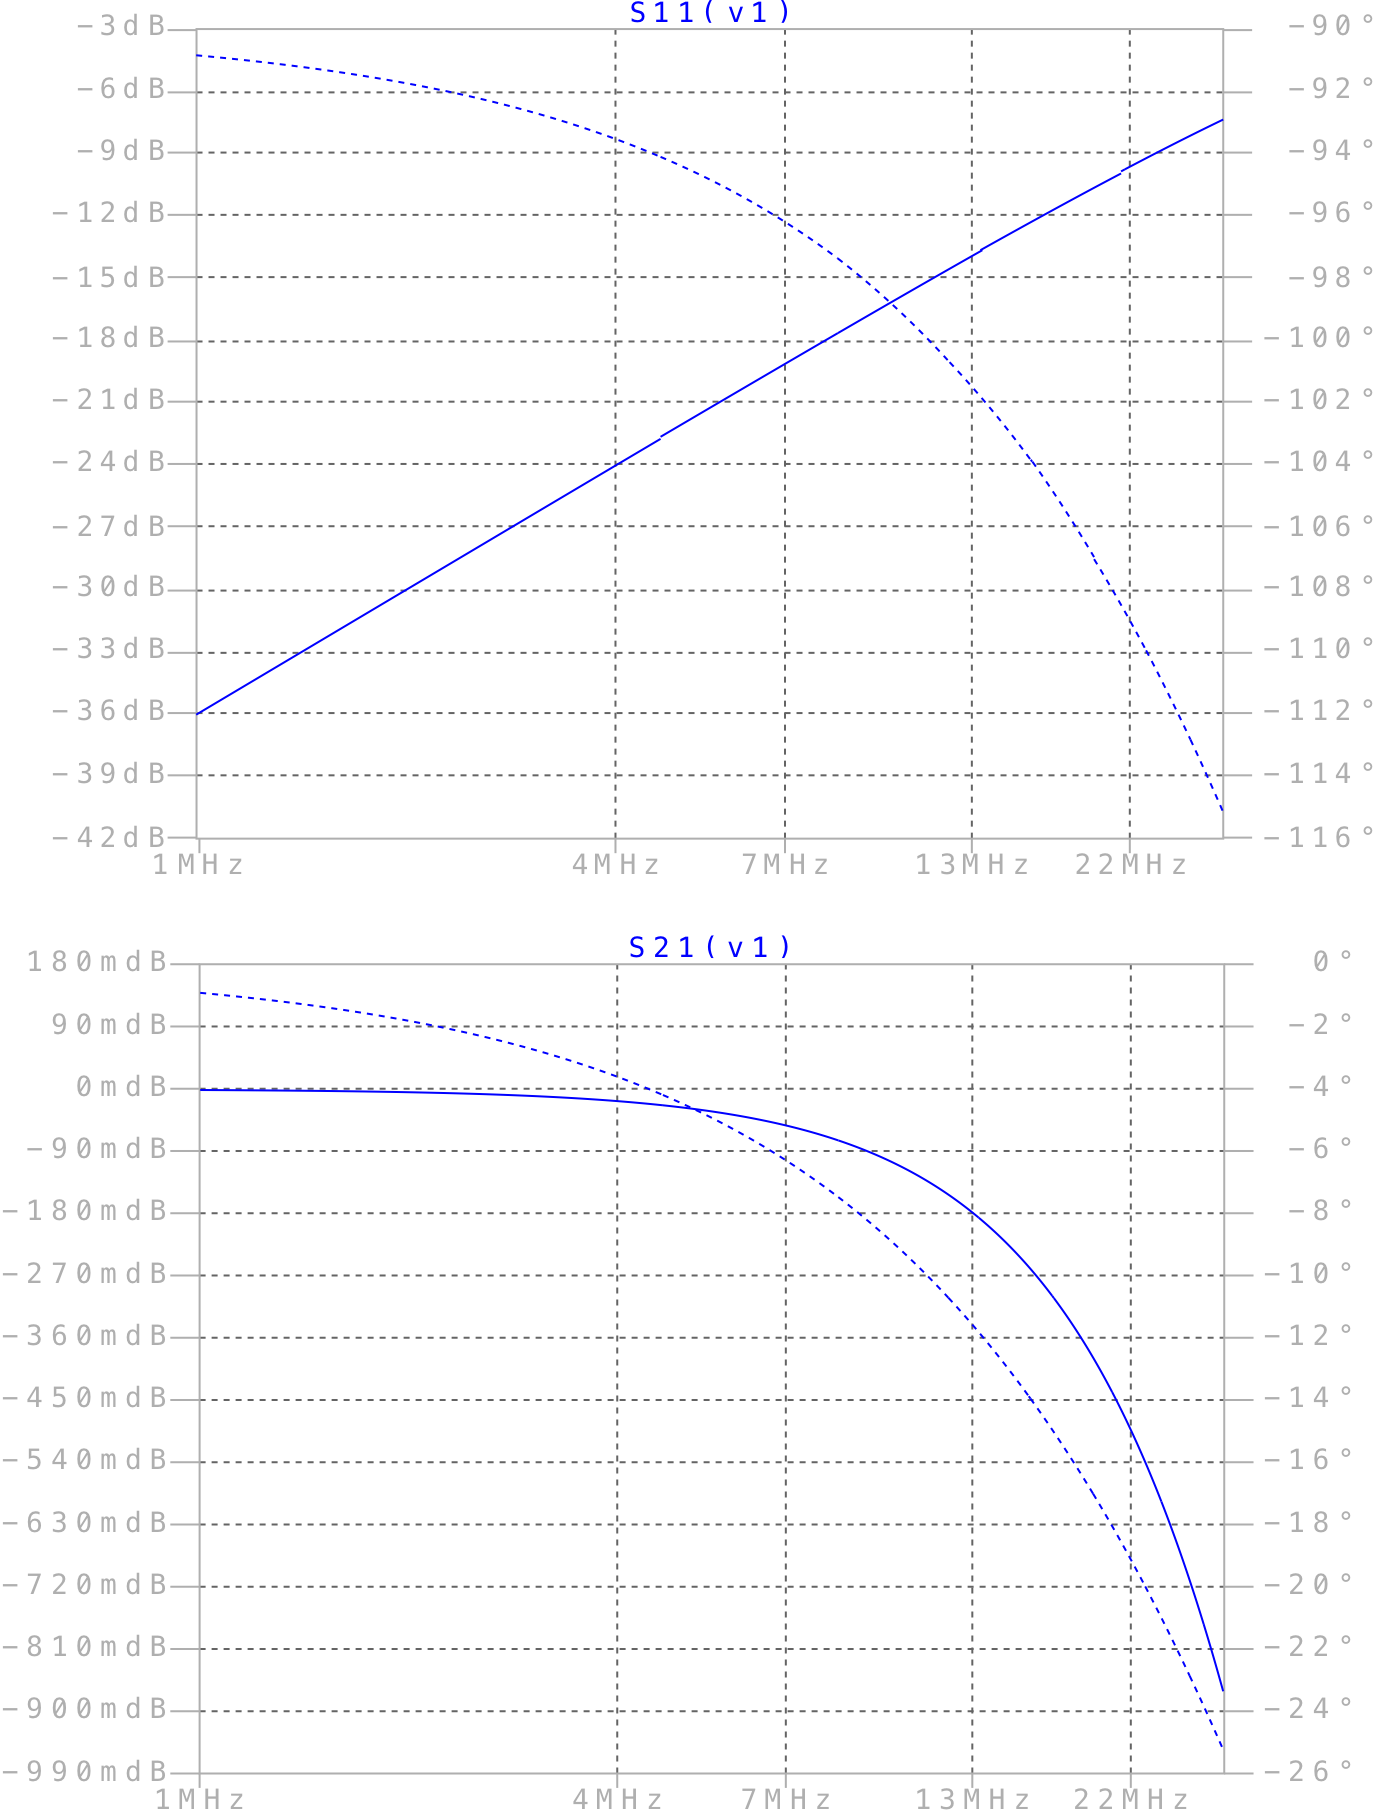 S11(v1)
-3dB -90°
-6dB -92°
-9dB -94°
-12dB -96°
-15dB -98°
-18dB -100°
-21dB -102°
-24dB -104°
-27dB -106°
-30dB -108°
-33dB -110°
-36dB -112°
-39dB -114°
-42dB -116°
1MHz 4MHz 7MHz 13MHz 22MHz
S21(v1)
180mdB 0°
90mdB -2°
0mdB -4°
-90mdB -6°
-180mdB -8°
-270mdB -10°
-360mdB -12°
-450mdB -14°
-540mdB -16°
-630mdB -18°
-720mdB -20°
-810mdB -22°
-900mdB -24°
-990mdB -26°
1MHz 4MHz 7MHz 13MHz 22MHz